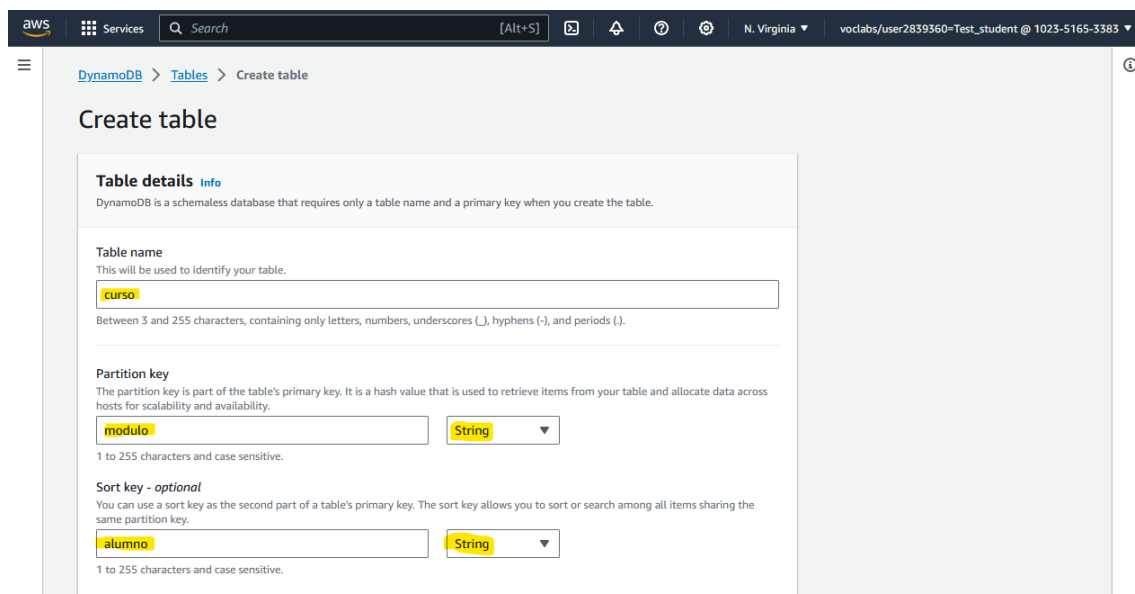 aws Services Search [Alt+S] N. Virginia ▼ voclabs/user2839360=Test_student @ 1023-5165-3383 ▼
DynamoDB > Tables > Create table
Create table
Table details Info
DynamoDB is a schemaless database that requires only a table name and a primary key when you create the table.
Table name
This will be used to identify your table.
curso
Between 3 and 255 characters, containing only letters, numbers, underscores (_), hyphens (-), and periods (.).
Partition key
The partition key is part of the table's primary key. It is a hash value that is used to retrieve items from your table and allocate data across
hosts for scalability and availability.
modulo String ▼
1 to 255 characters and case sensitive.
Sort key - optional
You can use a sort key as the second part of a table's primary key. The sort key allows you to sort or search among all items sharing the
same partition key.
alumno String ▼
1 to 255 characters and case sensitive.